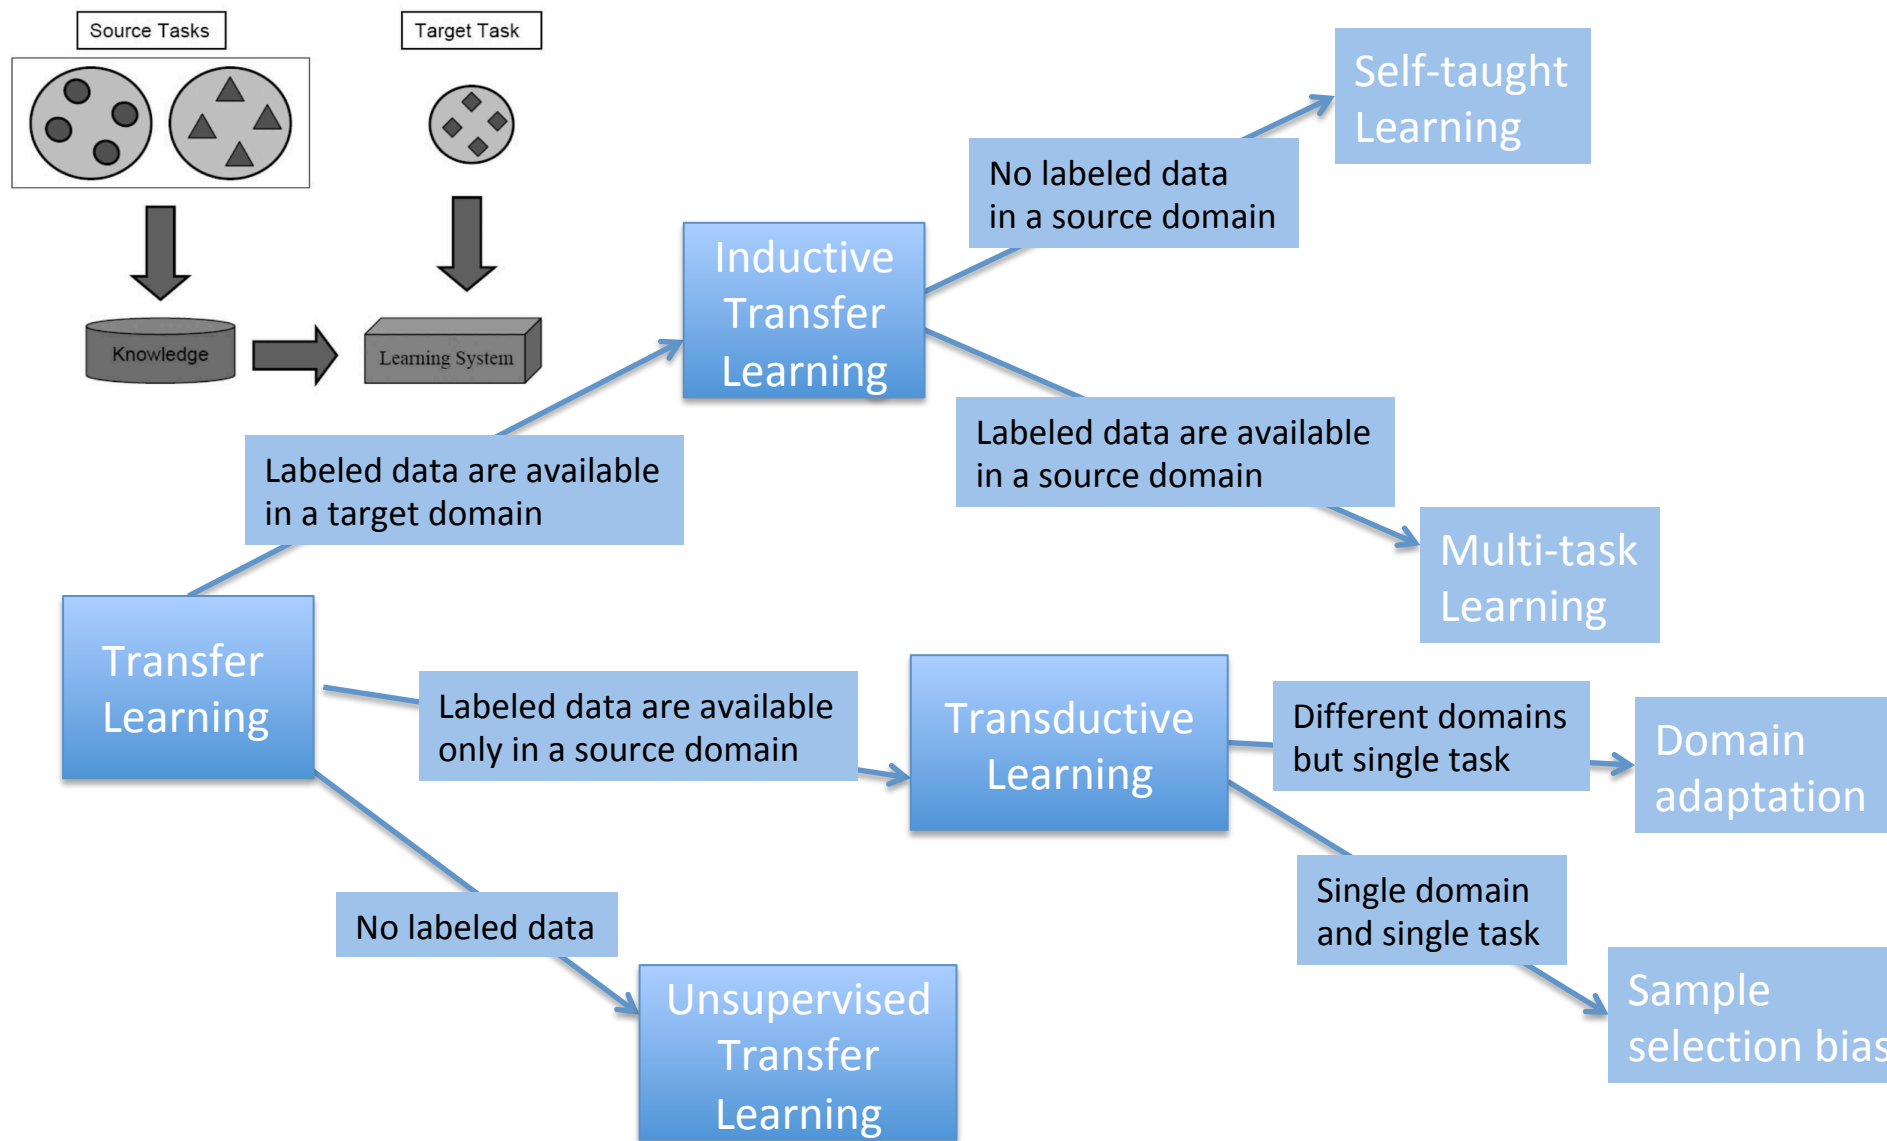 Source Tasks
Target Task
Knowledge
Learning System
Self-taught
Learning
No labeled data
in a source domain
Inductive
Transfer
Learning
Labeled data are available
in a source domain
Labeled data are available
in a target domain
Multi-task
Learning
Transfer
Learning
Labeled data are available
only in a source domain
Transductive
Learning
Different domains
but single task
Domain
adaptation
Single domain
and single task
No labeled data
Sample
selection bias
Unsupervised
Transfer
Learning